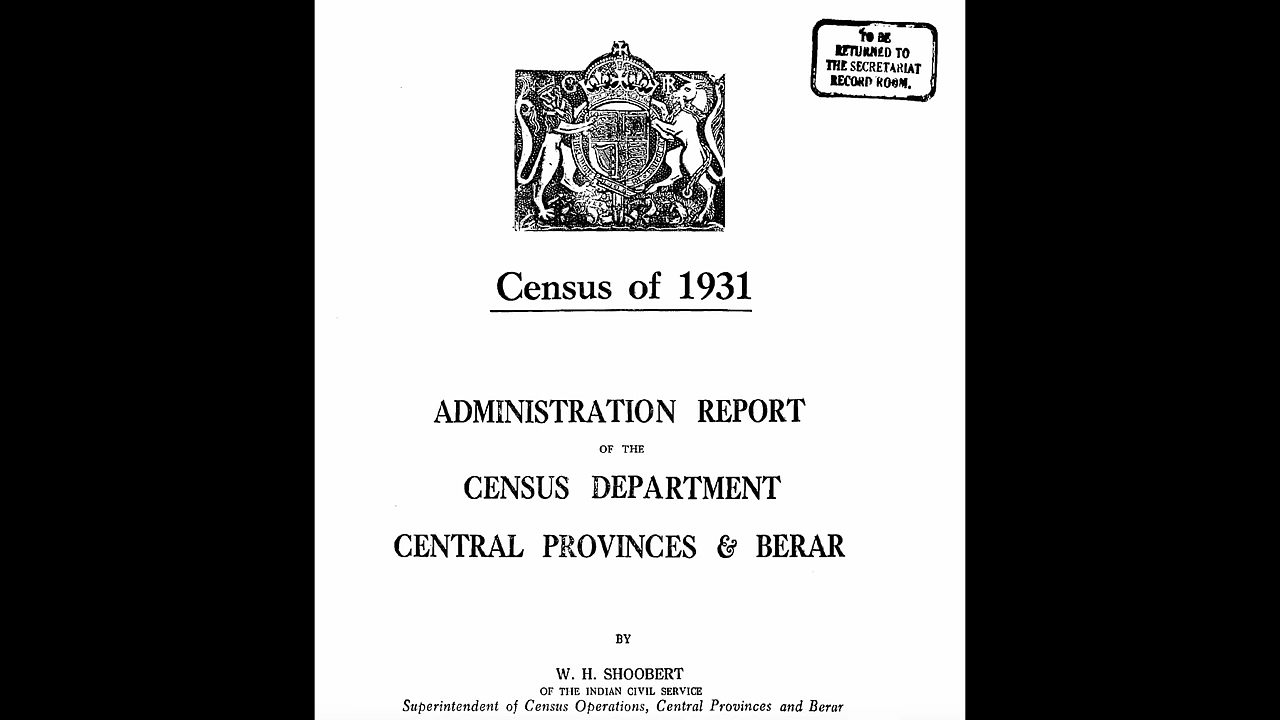 TO BE
RETURNED TO
THE SECRETARIAT
RECORD ROOM.
G R
Census of 1931
ADMINISTRATION REPORT
OF THE
CENSUS DEPARTMENT
CENTRAL PROVINCES & BERAR
BY
W. H. SHOOBERT
OF THE INDIAN CIVIL SERVICE
Superintendent of Census Operations, Central Provinces and Berar